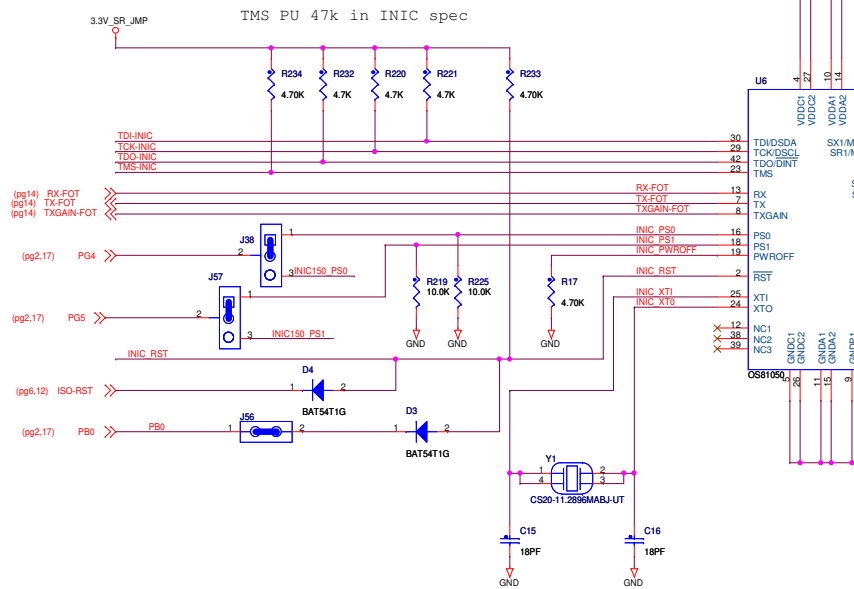 TMS PU 47k in INIC spec
3.3V_SR_JMP
R234 R232 R220 R221 R233
4.70K 4.7K 4.7K 4.7K 4.70K
U6
4 27 10 14
VDDC1 VDDC2 VDDA1 VDDA2
TDI-INIC 30 TDI/DSDA SX1/M
TCK-INIC 29 TCK/DSCL SR1/M
TDO-INIC 42 TDO/DINT
TMS-INIC 23 TMS
(pg14) RX-FOT RX-FOT 13 RX
(pg14) TX-FOT TX-FOT 7 TX
(pg14) TXGAIN-FOT TXGAIN-FOT 8 TXGAIN
J38 1 INIC_PS0 16 PS0
INIC_PS1 18 PS1
(pg2,17) PG4 2 INIC_PWROFF 19 PWROFF
3 INIC150_PS0 INIC_RST 2 RST
J57 R219 R225 R17
10.0K 10.0K 4.70K
1 INIC_XTI 25 XTI
INIC_XT0 24 XTO
(pg2,17) PG5 2
12 NC1
3 INIC150_PS1 38 NC2
GND GND GND 39 NC3
INIC_RST
GNDC1 GNDC2 GNDA1 GNDA2 GNDP1
5 26 11 15 9
OS81050
D4
(pg6,12) ISO-RST 1 2
BAT54T1G
J56 D3
(pg2,17) PB0 PB0 1 2 1 2
BAT54T1G
Y1
1 2
4 3
CS20-11.2896MABJ-UT
C15 C16
18PF 18PF
GND GND